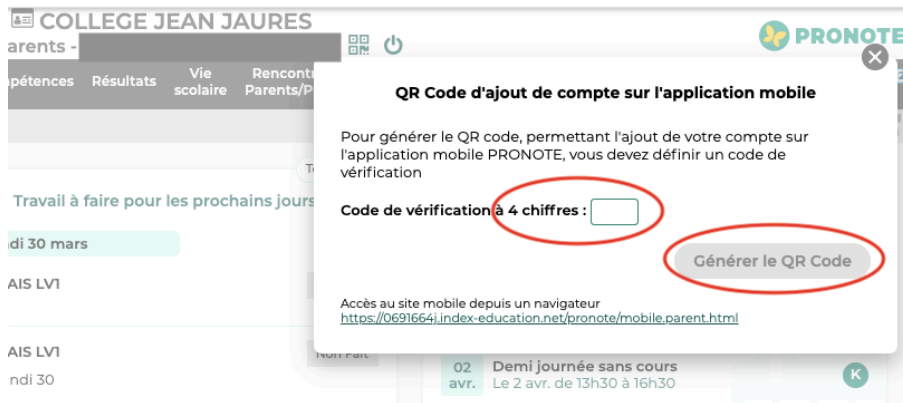 COLLEGE JEAN JAURES
arents -
PRONOTE
pétences Résultats Vie scolaire Rencont Parents/P
QR Code d'ajout de compte sur l'application mobile
Pour générer le QR code, permettant l'ajout de votre compte sur
l'application mobile PRONOTE, vous devez définir un code de
vérification
Code de vérification à 4 chiffres :
Générer le QR Code
Accès au site mobile depuis un navigateur
https://0691664j.index-education.net/pronote/mobile.parent.html
Travail à faire pour les prochains jours
di 30 mars
AIS LV1
AIS LV1
Non Fait
ndi 30
02 avr.
Demi journée sans cours
Le 2 avr. de 13h30 à 16h30
K